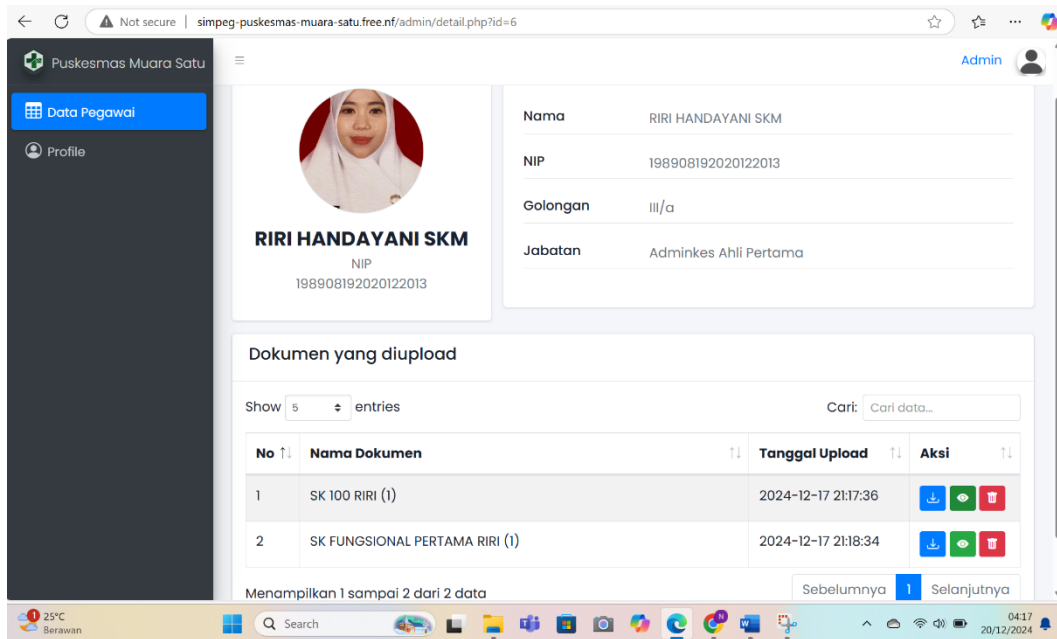 Not secure simpeg-puskesmas-muara-satu.free.nf/admin/detail.php?id=6
Puskesmas Muara Satu
Admin
Data Pegawai
Profile
RIRI HANDAYANI SKM
NIP
198908192020122013
Nama RIRI HANDAYANI SKM
NIP 198908192020122013
Golongan III/a
Jabatan Adminkes Ahli Pertama
Dokumen yang diupload
Show 5 entries
Cari: Cari data...
No Nama Dokumen Tanggal Upload Aksi
1 SK 100 RIRI (1) 2024-12-17 21:17:36
2 SK FUNGSIONAL PERTAMA RIRI (1) 2024-12-17 21:18:34
Menampilkan 1 sampai 2 dari 2 data
Sebelumnya 1 Selanjutnya
1 25°C
Berawan
Search
04:17
20/12/2024